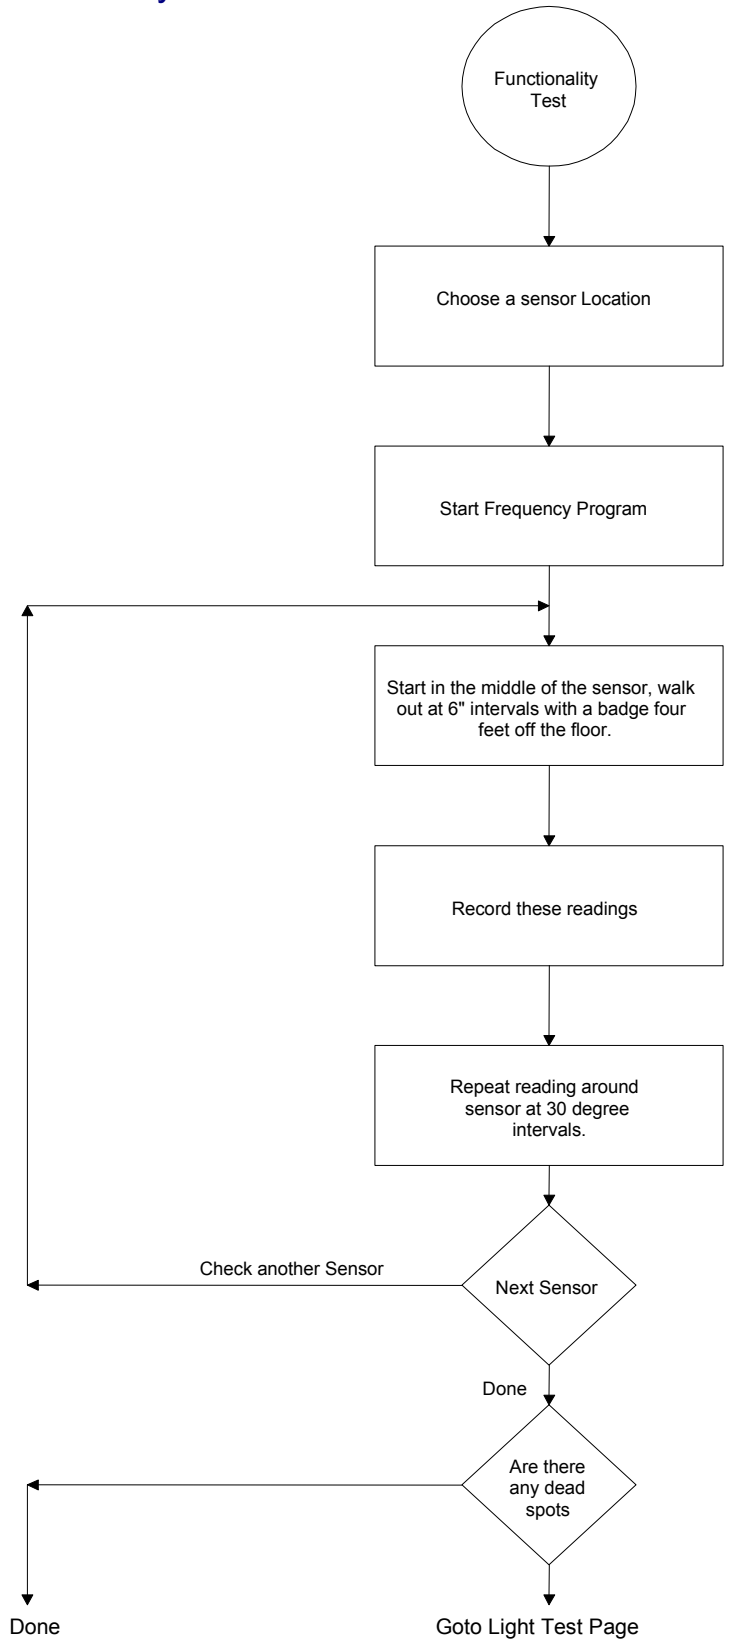 Functionality
Test
Choose a sensor Location
Start Frequency Program
Start in the middle of the sensor, walk
out at 6" intervals with a badge four
feet off the floor.
Record these readings
Repeat reading around
sensor at 30 degree
intervals.
Check another Sensor
Next Sensor
Done
Are there
any dead
spots
Done
Goto Light Test Page